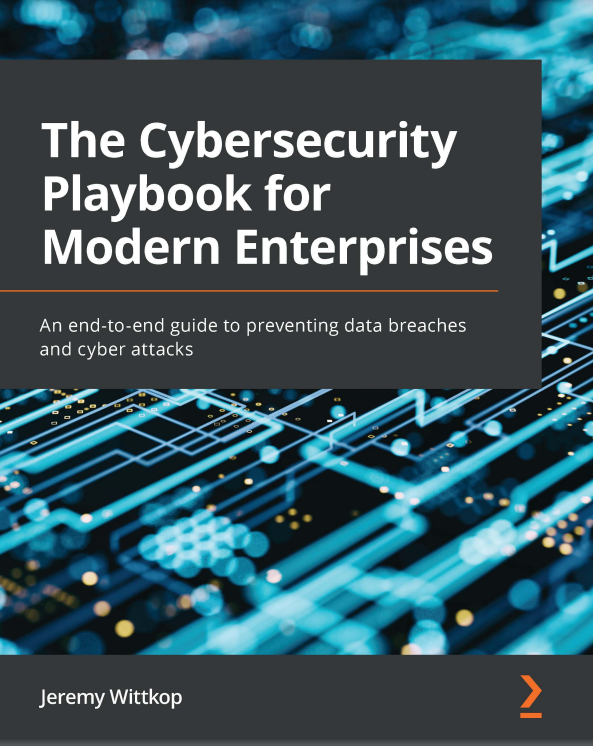 The Cybersecurity
Playbook for
Modern Enterprises
An end-to-end guide to preventing data breaches
and cyber attacks
Jeremy Wittkop